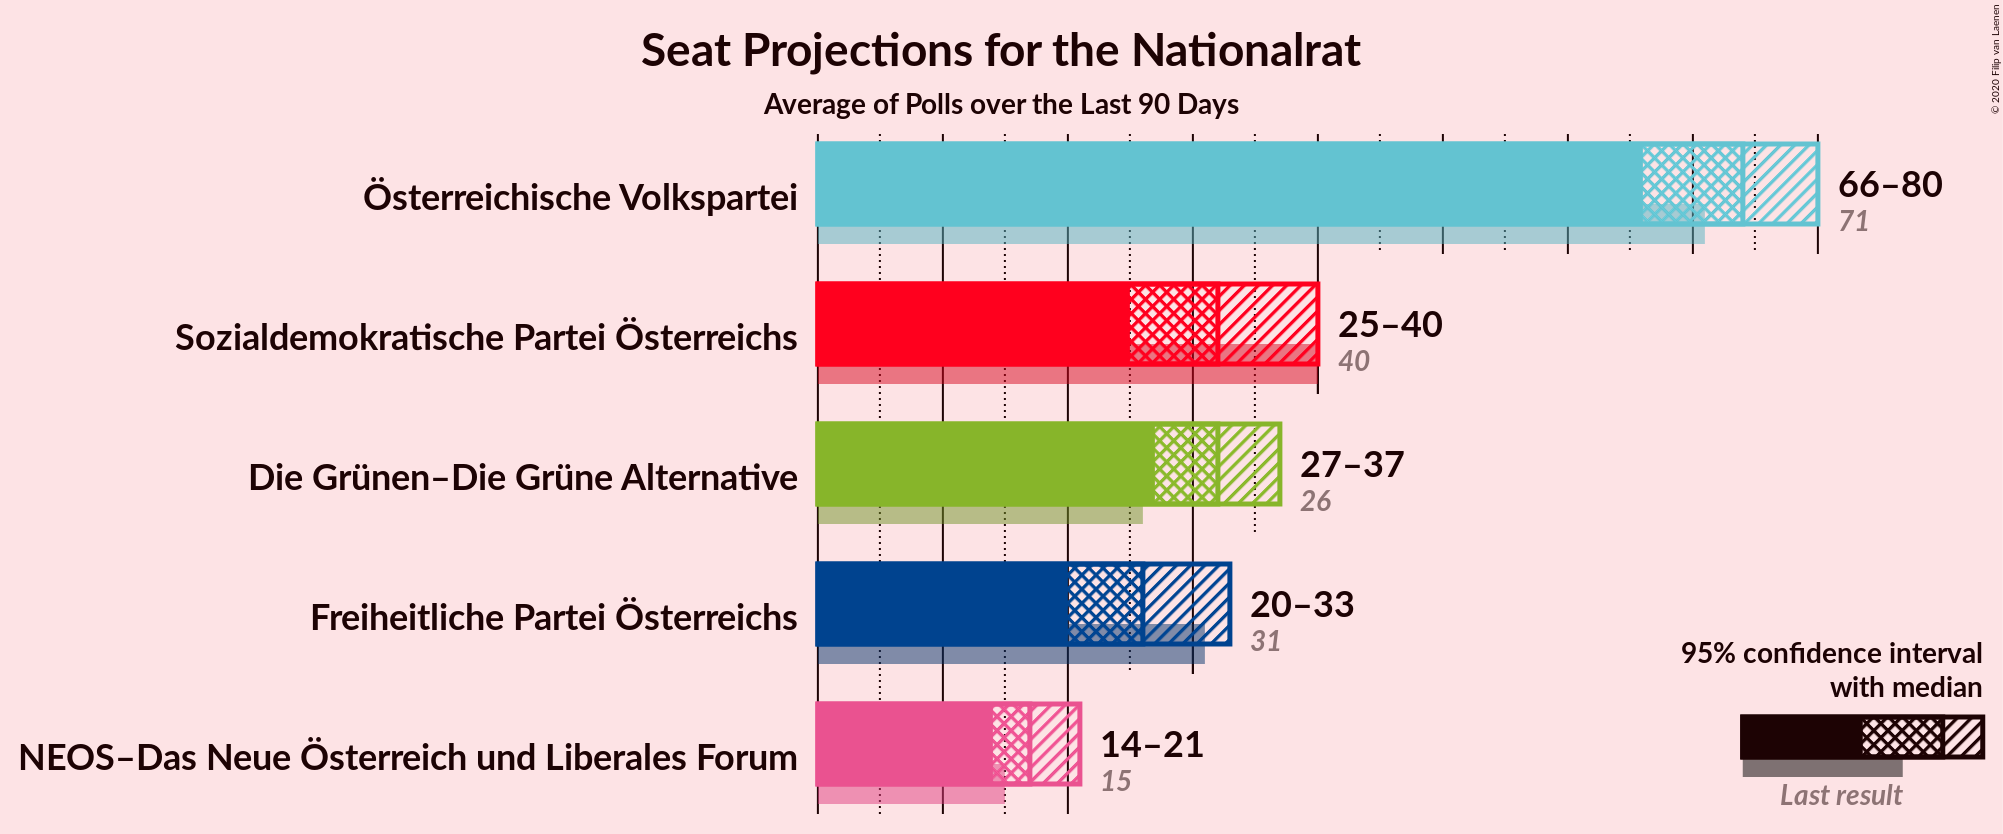 Seat Projections for the Nationalrat
Average of Polls over the Last 90 Days
© 2020 Filip van Laenen
Österreichische Volkspartei
66–80
71
Sozialdemokratische Partei Österreichs
25–40
40
Die Grünen–Die Grüne Alternative
27–37
26
Freiheitliche Partei Österreichs
20–33
31
NEOS–Das Neue Österreich und Liberales Forum
14–21
15
95% confidence interval
with median
Last result